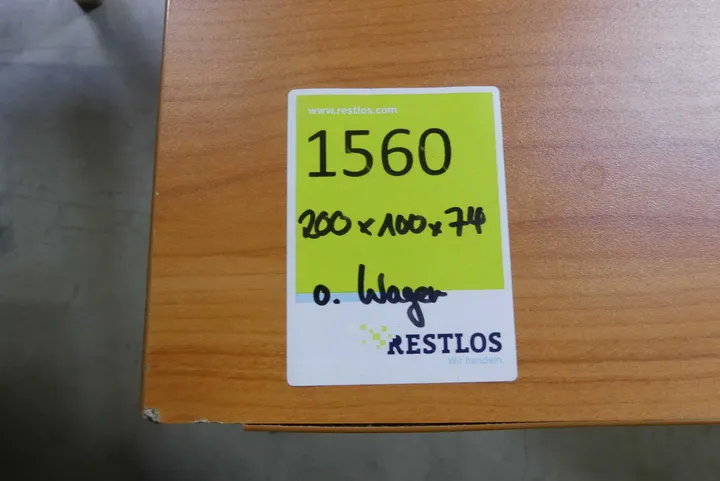 www.restlos.com
1560
200 x 100 x 74
o. Wagen
RESTLOS
Wir handeln.